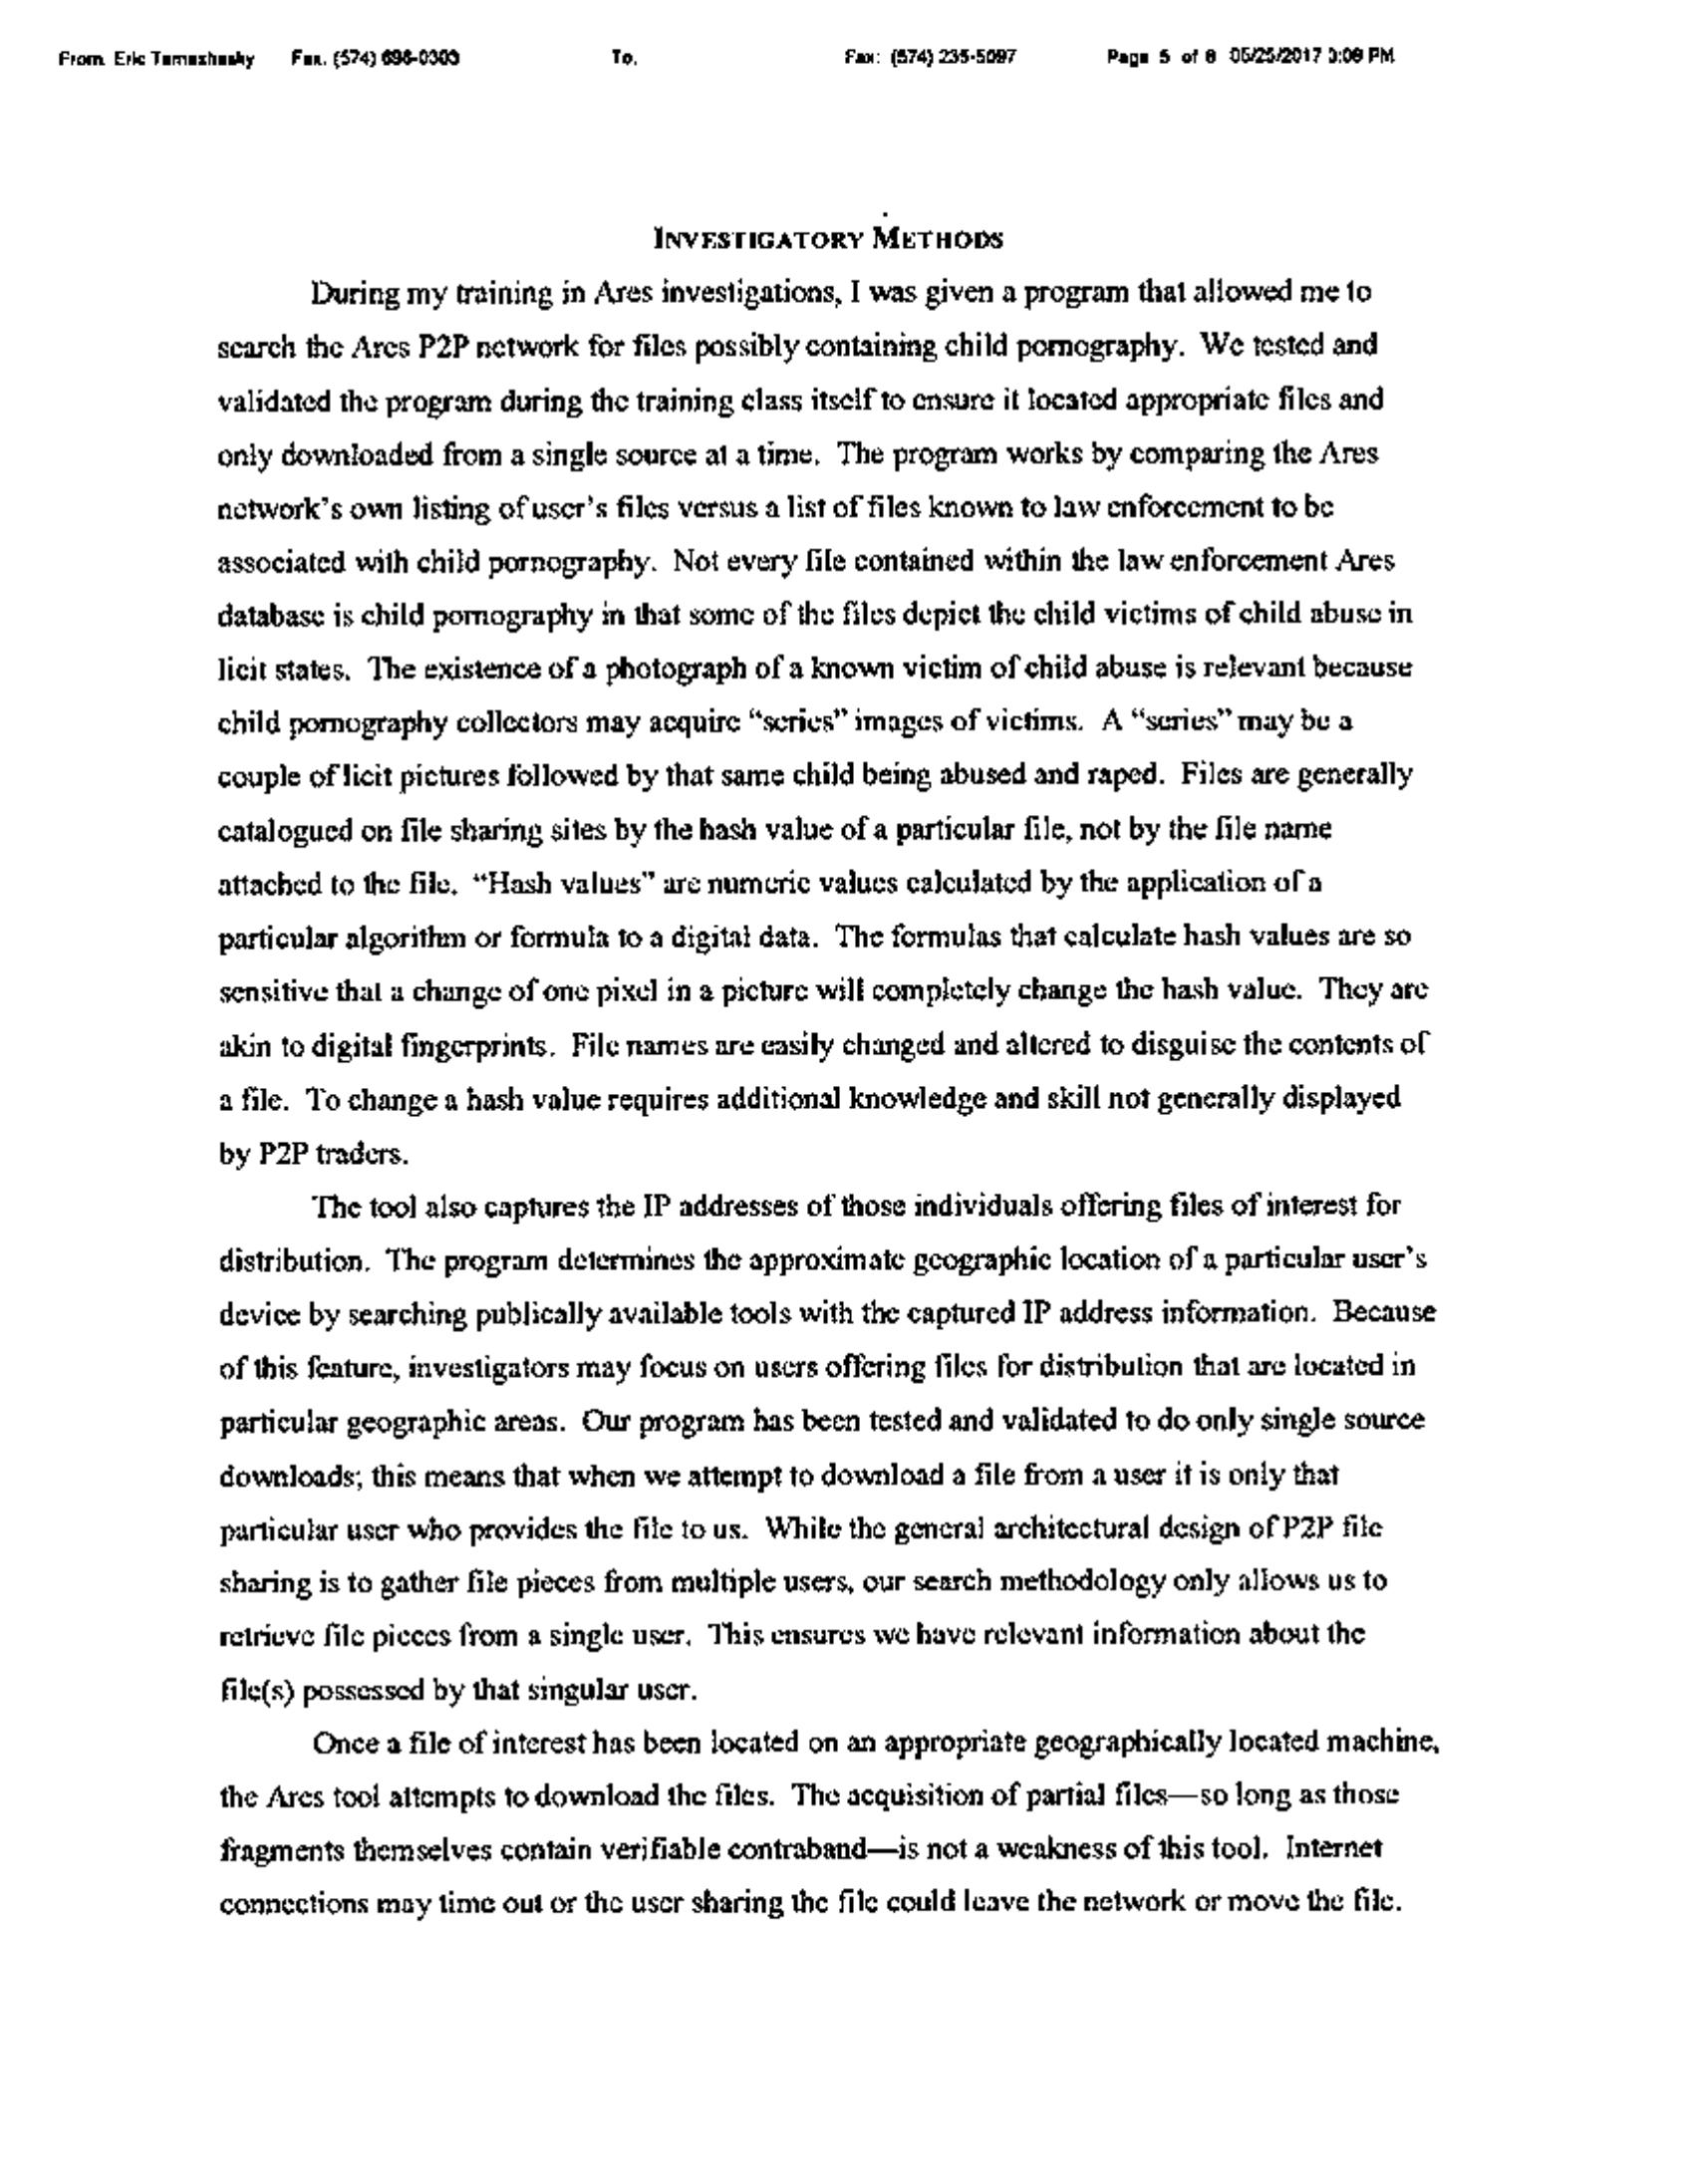 From: Eric Tamashasky Fax: (574) 696-0303 To: Fax: (574) 235-5097 Page 5 of 6 05/25/2017 3:09 PM
INVESTIGATORY METHODS
During my training in Ares investigations, I was given a program that allowed me to
search the Ares P2P network for files possibly containing child pornography. We tested and
validated the program during the training class itself to ensure it located appropriate files and
only downloaded from a single source at a time. The program works by comparing the Ares
network's own listing of user's files versus a list of files known to law enforcement to be
associated with child pornography. Not every file contained within the law enforcement Ares
database is child pornography in that some of the files depict the child victims of child abuse in
licit states. The existence of a photograph of a known victim of child abuse is relevant because
child pornography collectors may acquire "series" images of victims. A "series" may be a
couple of licit pictures followed by that same child being abused and raped. Files are generally
catalogued on file sharing sites by the hash value of a particular file, not by the file name
attached to the file. "Hash values" are numeric values calculated by the application of a
particular algorithm or formula to a digital data. The formulas that calculate hash values are so
sensitive that a change of one pixel in a picture will completely change the hash value. They are
akin to digital fingerprints. File names are easily changed and altered to disguise the contents of
a file. To change a hash value requires additional knowledge and skill not generally displayed
by P2P traders.
The tool also captures the IP addresses of those individuals offering files of interest for
distribution. The program determines the approximate geographic location of a particular user's
device by searching publically available tools with the captured IP address information. Because
of this feature, investigators may focus on users offering files for distribution that are located in
particular geographic areas. Our program has been tested and validated to do only single source
downloads; this means that when we attempt to download a file from a user it is only that
particular user who provides the file to us. While the general architectural design of P2P file
sharing is to gather file pieces from multiple users, our search methodology only allows us to
retrieve file pieces from a single user. This ensures we have relevant information about the
file(s) possessed by that singular user.
Once a file of interest has been located on an appropriate geographically located machine,
the Ares tool attempts to download the files. The acquisition of partial files—so long as those
fragments themselves contain verifiable contraband—is not a weakness of this tool. Internet
connections may time out or the user sharing the file could leave the network or move the file.